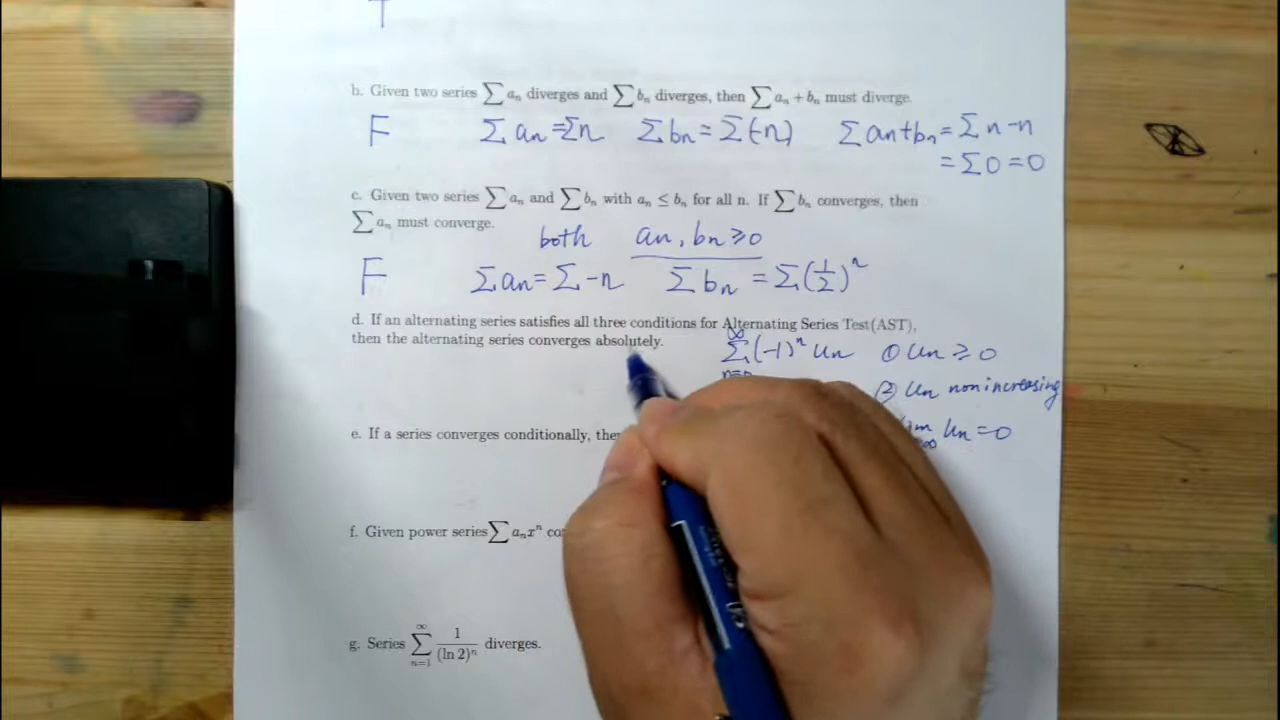 b. Given two series ∑ aₙ diverges and ∑ bₙ diverges, then ∑ aₙ + bₙ must diverge.
F ∑ an = ∑n ∑ bn = ∑(-n) ∑ an+bn = ∑ n-n
= ∑0 = 0
c. Given two series ∑ aₙ and ∑ bₙ with aₙ ≤ bₙ for all n. If ∑ bₙ converges, then
∑ aₙ must converge.
both an, bn ≥ 0
F ∑ an = ∑ -n ∑ bn = ∑(1/2)ⁿ
d. If an alternating series satisfies all three conditions for Alternating Series Test(AST),
then the alternating series converges absolutely.
∞ ∑ n=0 (-1)ⁿ Un ① Un ≥ 0
② Un nonincreasing
Un = 0
e. If a series converges conditionally,
f. Given power series ∑ aₙxⁿ
g. Series ∞ ∑ n=1 1/(ln 2)ⁿ diverges.